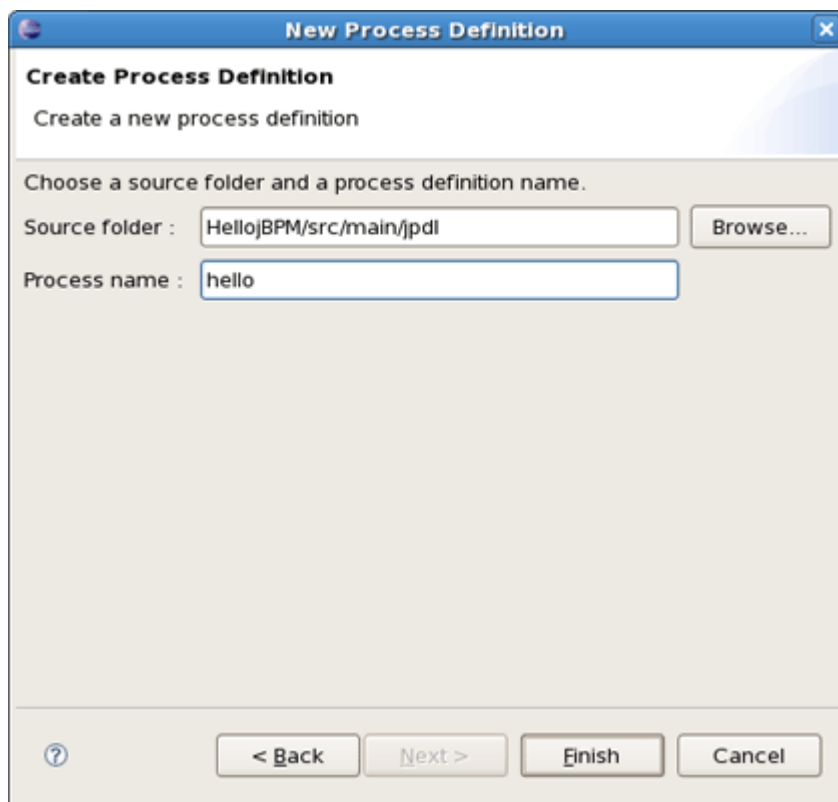 New Process Definition
Create Process Definition
Create a new process definition
Choose a source folder and a process definition name.
Source folder : HellojBPM/src/main/jpdl Browse...
Process name : hello
? < Back Next > Finish Cancel